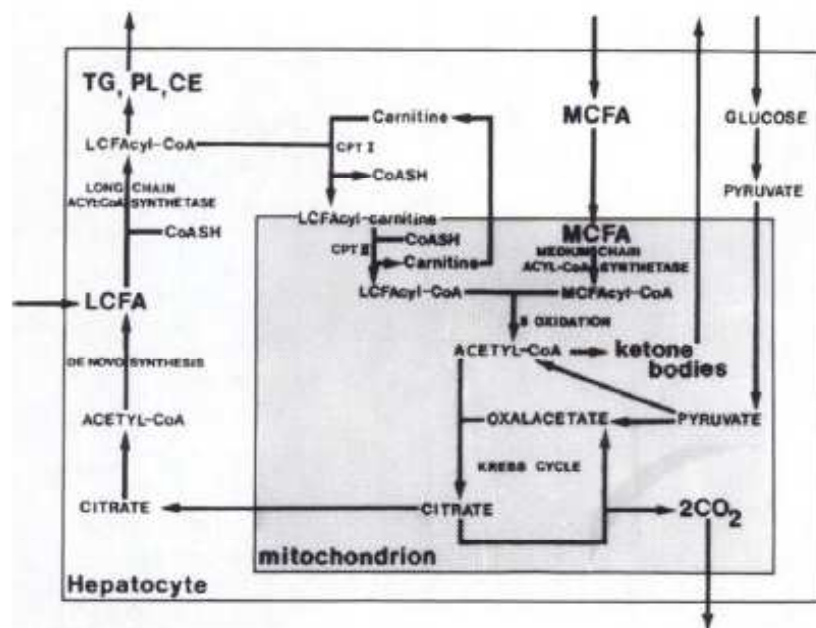 TG, PL, CE
LCFAcyl-CoA
LONG CHAIN
ACYL-CoA SYNTHETASE
CoASH
LCFA
DE NOVO SYNTHESIS
ACETYL-CoA
CITRATE
Carnitine
CPT I
CoASH
LCFAcyl-carnitine
CPT II
CoASH
Carnitine
LCFAcyl-CoA
MCFA
MCFA
MEDIUM CHAIN
ACYL-CoA SYNTHETASE
MCFAcyl-CoA
β OXIDATION
ACETYL-CoA
ketone
bodies
GLUCOSE
PYRUVATE
OXALACETATE
PYRUVATE
KREBS CYCLE
CITRATE
2CO₂
mitochondrion
Hepatocyte